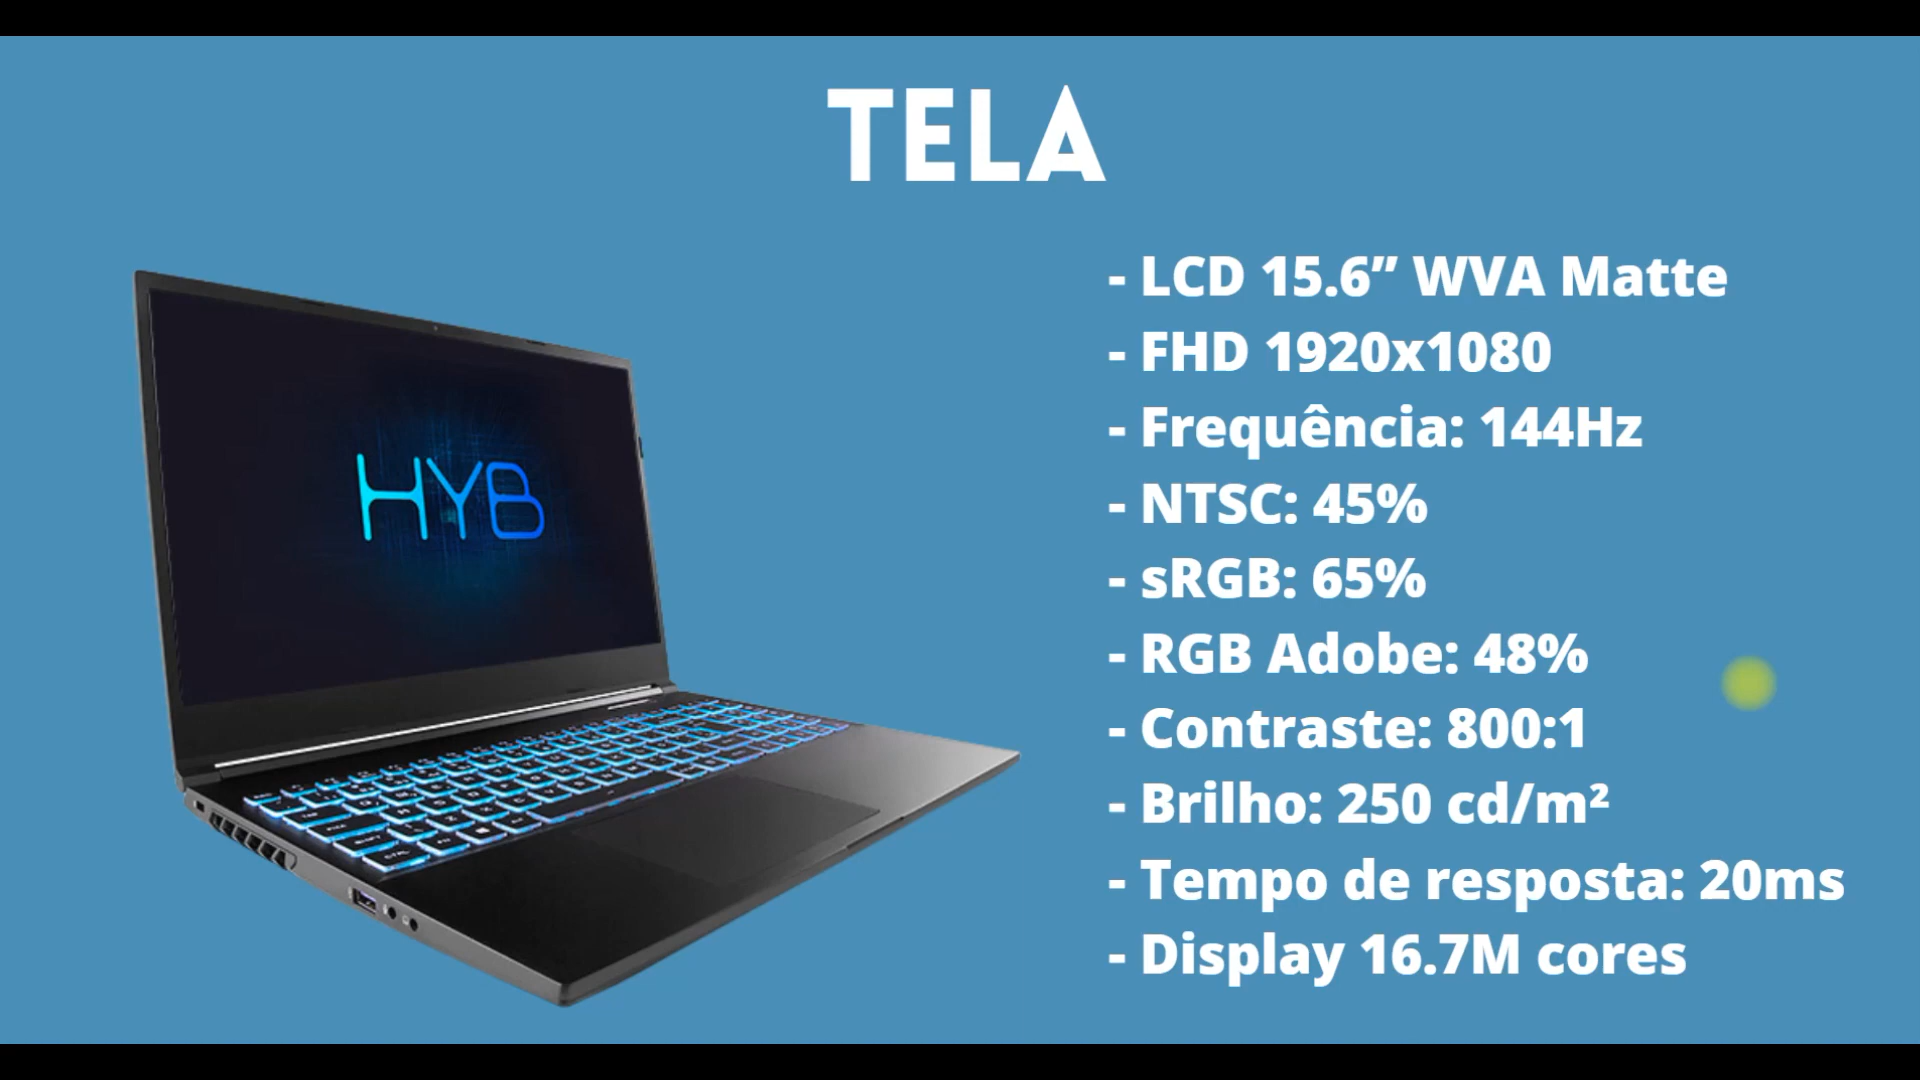 TELA
HYB
- LCD 15.6” WVA Matte
- FHD 1920x1080
- Frequência: 144Hz
- NTSC: 45%
- sRGB: 65%
- RGB Adobe: 48%
- Contraste: 800:1
- Brilho: 250 cd/m²
- Tempo de resposta: 20ms
- Display 16.7M cores